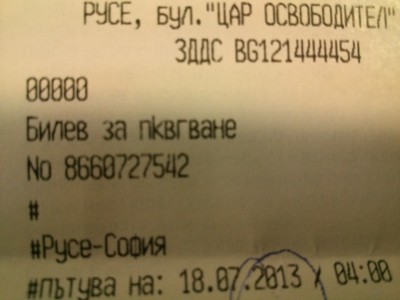 РУСЕ, бул."ЦАР ОСВОБОДИТЕЛ"
ЗДДС BG121444454
00000
Билев за пквгване
No 8660727542
#
#Русе-София
#пътува на: 18.07.2013 / 04:00